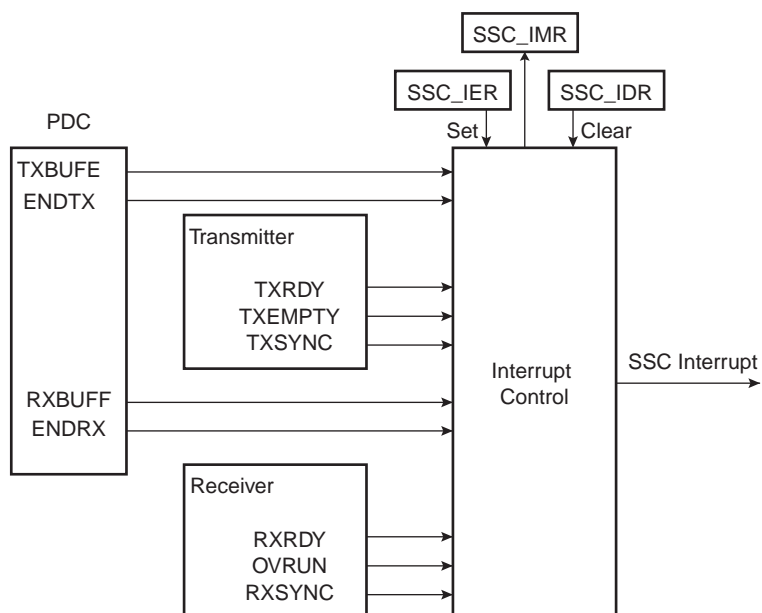 SSC_IMR
SSC_IER
SSC_IDR
PDC
Set
Clear
TXBUFE
ENDTX
Transmitter
TXRDY
TXEMPTY
TXSYNC
RXBUFF
ENDRX
Interrupt
Control
SSC Interrupt
Receiver
RXRDY
OVRUN
RXSYNC